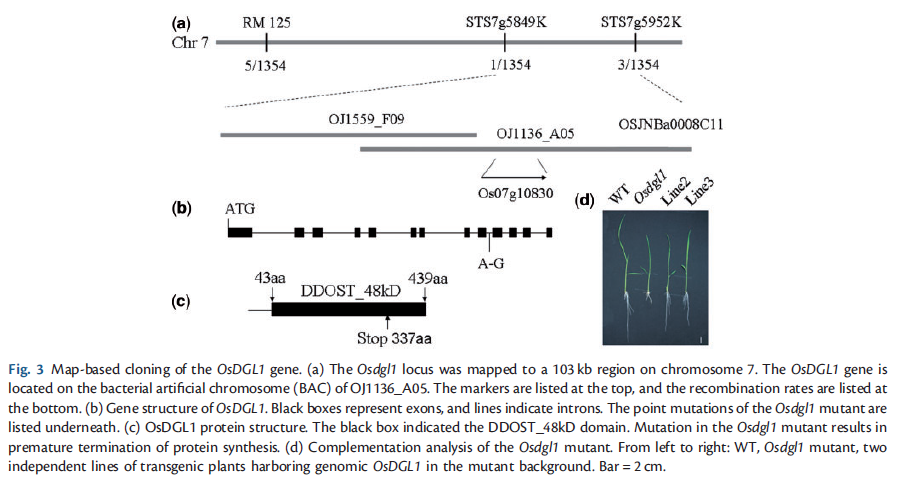 (a)
RM 125 STS7g5849K STS7g5952K
Chr 7
5/1354 1/1354 3/1354
OJ1559_F09
OJ1136_A05
OSJNBa0008C11
Os07g10830
(b)
ATG
A-G
(c)
43aa DDOST_48kD 439aa
Stop 337aa
(d)
WT Osdgl1 Line2 Line3
Fig. 3 Map-based cloning of the OsDGL1 gene. (a) The Osdgl1 locus was mapped to a 103 kb region on chromosome 7. The OsDGL1 gene is
located on the bacterial artificial chromosome (BAC) of OJ1136_A05. The markers are listed at the top, and the recombination rates are listed at
the bottom. (b) Gene structure of OsDGL1. Black boxes represent exons, and lines indicate introns. The point mutations of the Osdgl1 mutant are
listed underneath. (c) OsDGL1 protein structure. The black box indicated the DDOST_48kD domain. Mutation in the Osdgl1 mutant results in
premature termination of protein synthesis. (d) Complementation analysis of the Osdgl1 mutant. From left to right: WT, Osdgl1 mutant, two
independent lines of transgenic plants harboring genomic OsDGL1 in the mutant background. Bar = 2 cm.